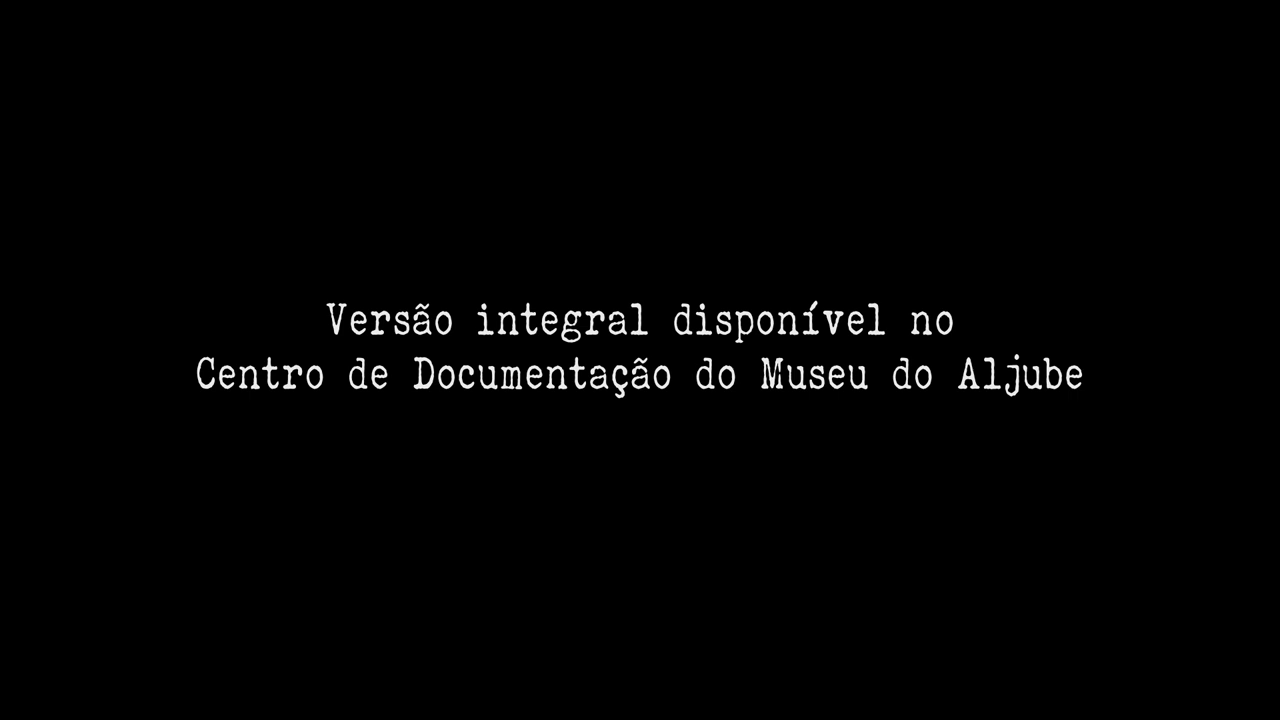 Versão integral disponível no
Centro de Documentação do Museu do Aljube